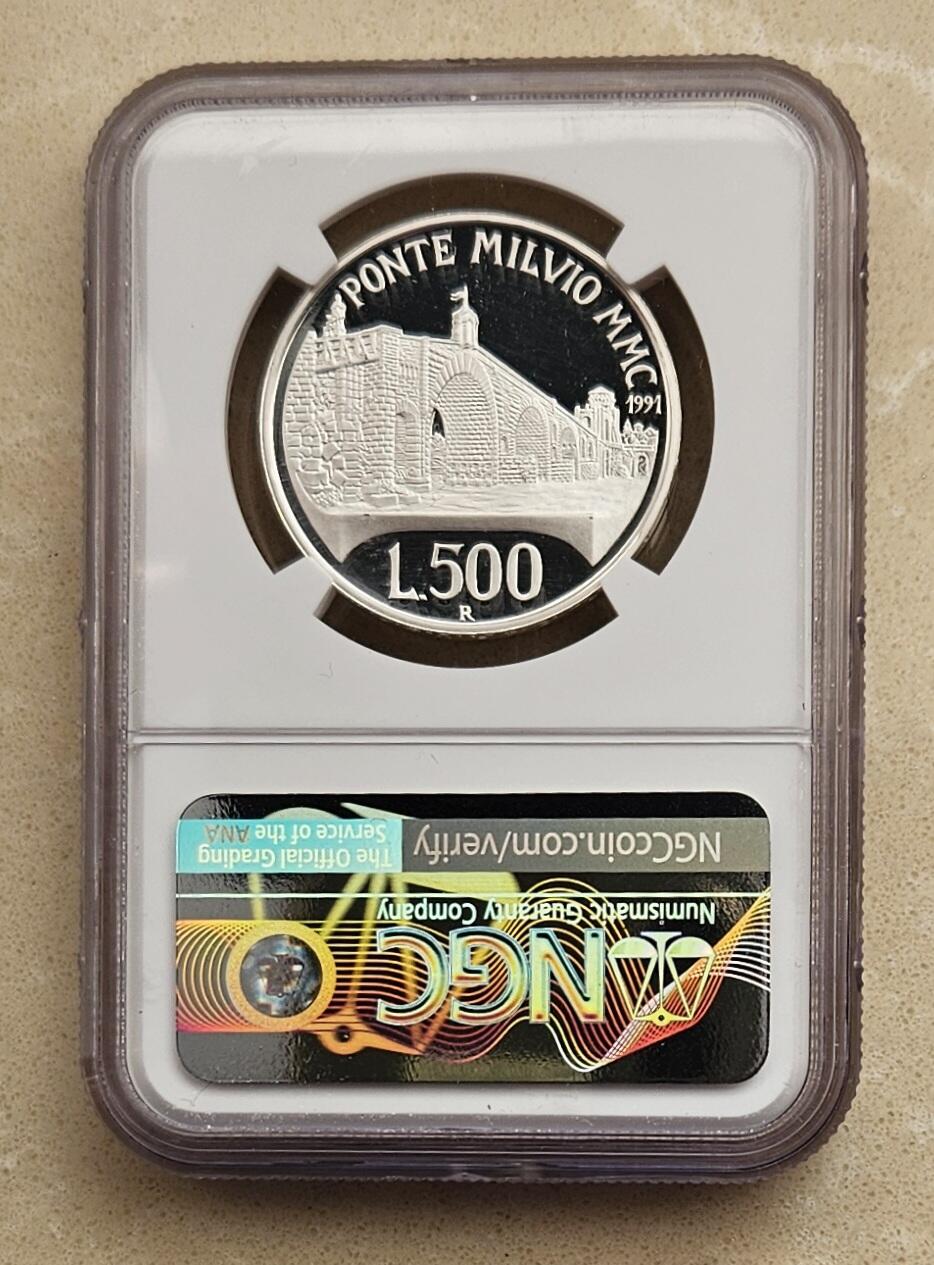 PONTE MILVIO MMC
1991
L.500
R
NGCcoin.com/verify
The Official Grading
Service of the ANA
NGC
Numismatic Guaranty Company